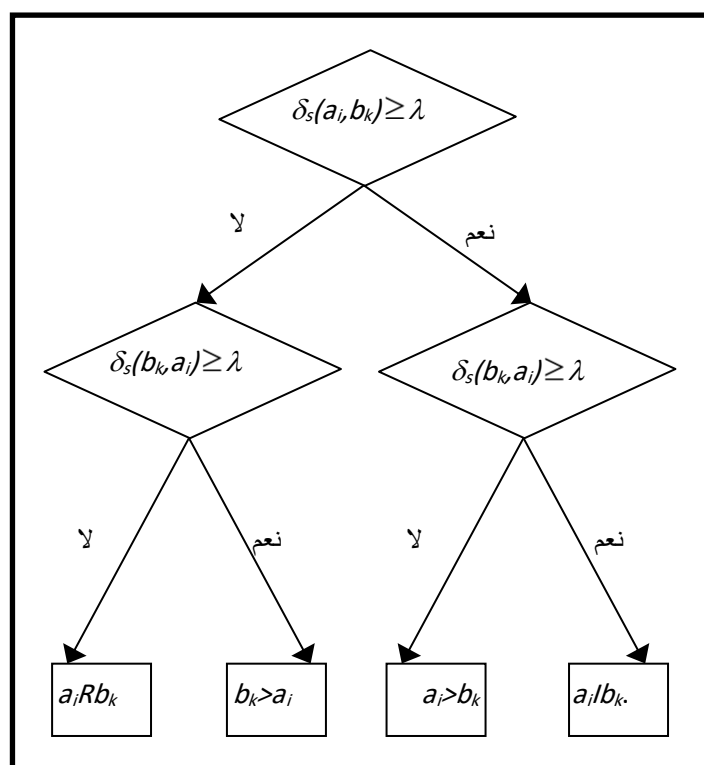 δₛ(aᵢ,bₖ)≥λ
لا
نعم
δₛ(bₖ,aᵢ)≥λ
δₛ(bₖ,aᵢ)≥λ
لا
نعم
لا
نعم
aᵢRbₖ
bₖ>aᵢ
aᵢ>bₖ
aᵢIbₖ.